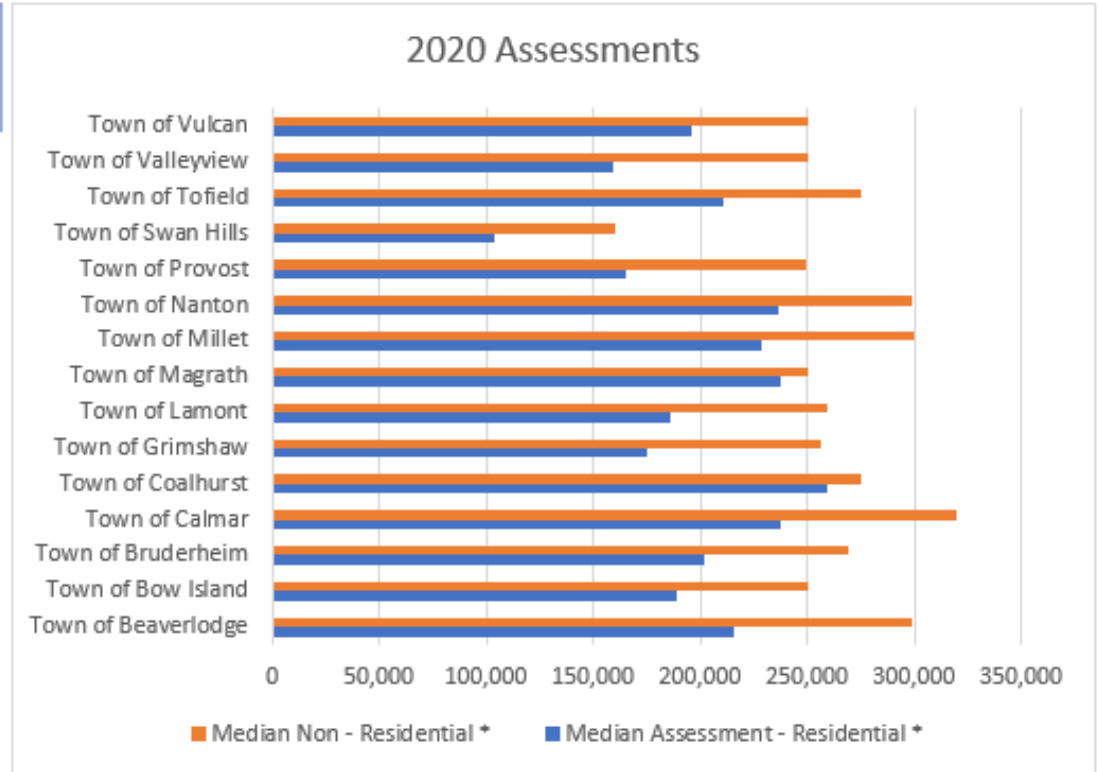 2020 Assessments
Town of Vulcan
Town of Valleyview
Town of Tofield
Town of Swan Hills
Town of Provost
Town of Nanton
Town of Millet
Town of Magrath
Town of Lamont
Town of Grimshaw
Town of Coalhurst
Town of Calmar
Town of Bruderheim
Town of Bow Island
Town of Beaverlodge
0 50,000 100,000 150,000 200,000 250,000 300,000 350,000
Median Non - Residential * Median Assessment - Residential *